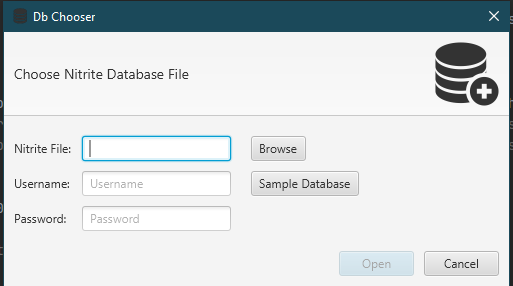 Db Chooser
Choose Nitrite Database File
Nitrite File: Browse
Username: Username Sample Database
Password: Password
Open Cancel